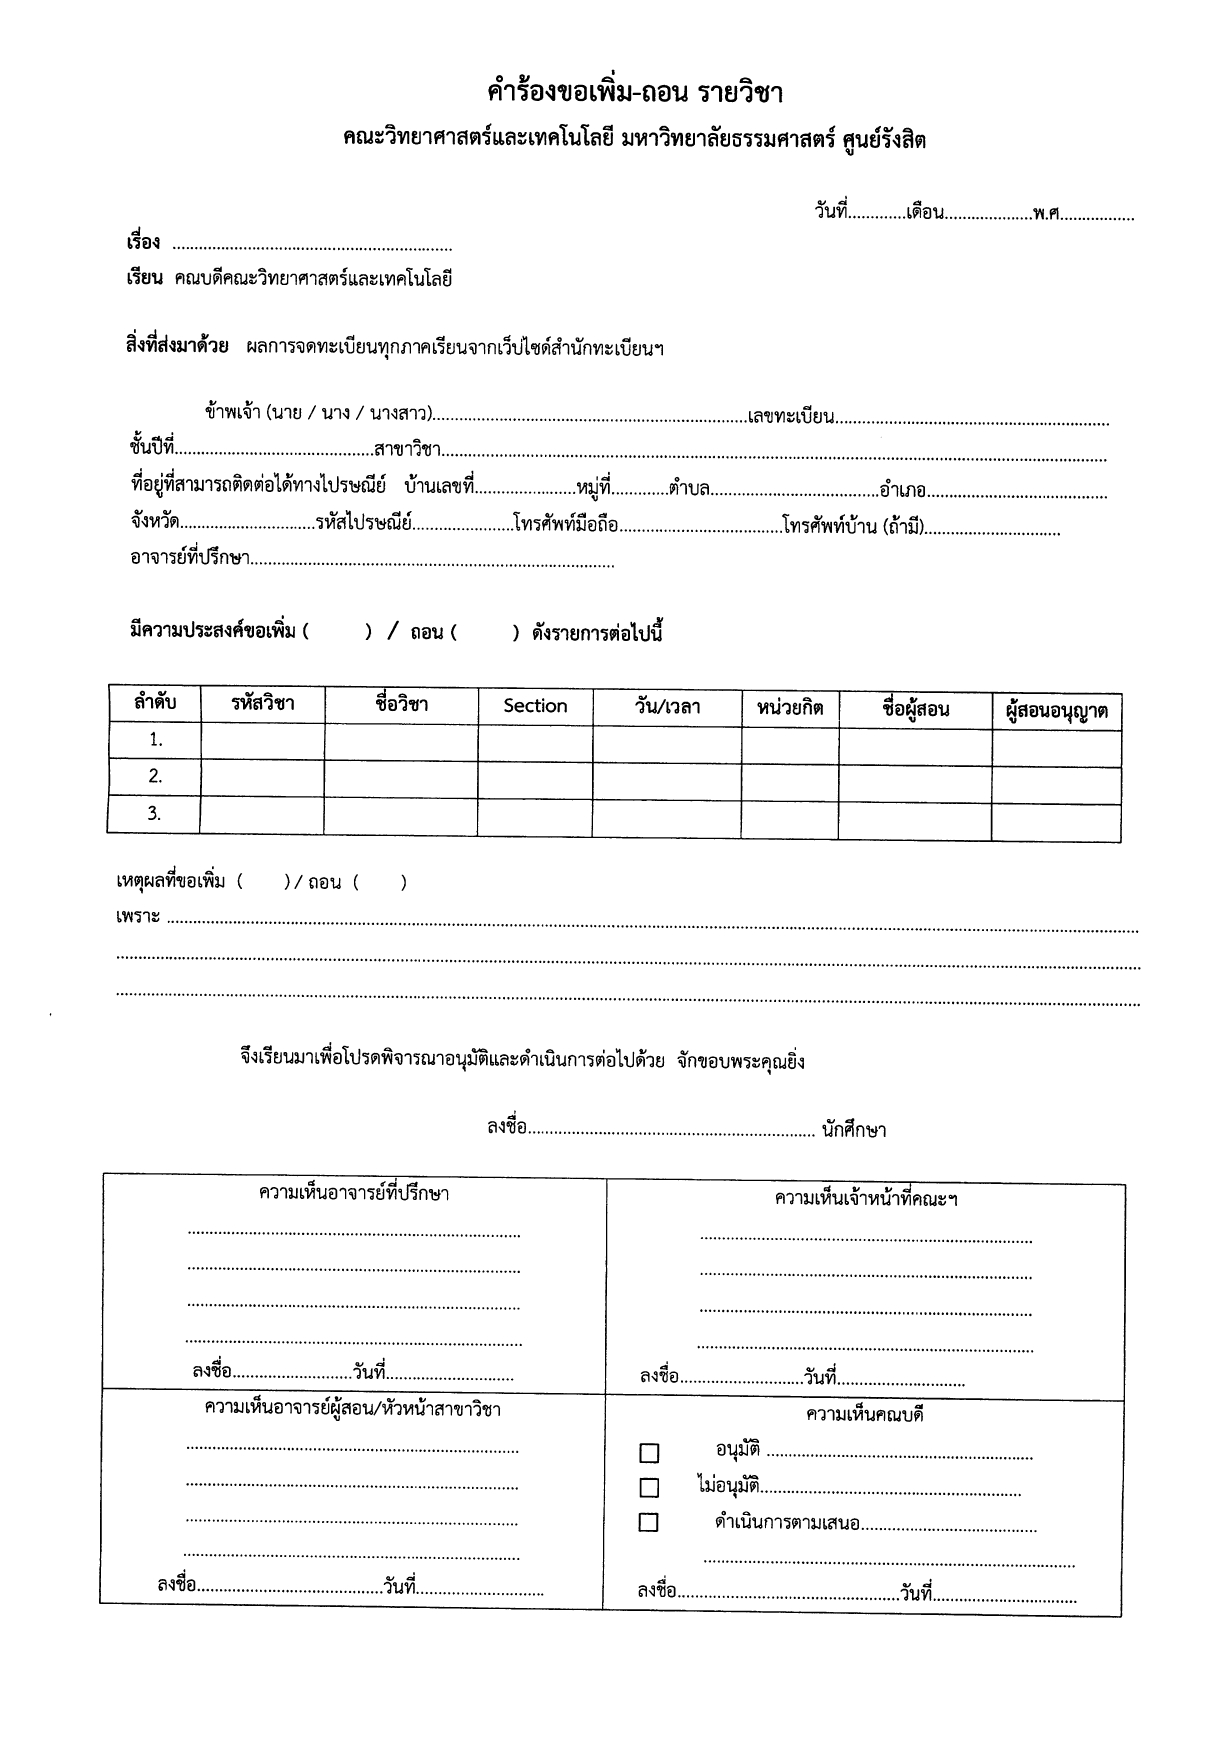 คำร้องขอเพิ่ม-ถอน รายวิชา
คณะวิทยาศาสตร์และเทคโนโลยี มหาวิทยาลัยธรรมศาสตร์ ศูนย์รังสิต
วันที่.............เดือน....................พ.ศ.................
เรื่อง ...............................................................
เรียน คณบดีคณะวิทยาศาสตร์และเทคโนโลยี
สิ่งที่ส่งมาด้วย ผลการจดทะเบียนทุกภาคเรียนจากเว็บไซด์สำนักทะเบียนฯ
ข้าพเจ้า (นาย / นาง / นางสาว)......................................................................เลขทะเบียน..............................................................
ชั้นปีที่.............................................สาขาวิชา......................................................................................................................................................
ที่อยู่ที่สามารถติดต่อได้ทางไปรษณีย์ บ้านเลขที่.......................หมู่ที่.............ตำบล......................................อำเภอ.........................................
จังหวัด...............................รหัสไปรษณีย์.......................โทรศัพท์มือถือ.....................................โทรศัพท์บ้าน (ถ้ามี)...............................
อาจารย์ที่ปรึกษา..................................................................................
มีความประสงค์ขอเพิ่ม ( ) / ถอน ( ) ดังรายการต่อไปนี้
ลำดับ รหัสวิชา ชื่อวิชา Section วัน/เวลา หน่วยกิต ชื่อผู้สอน ผู้สอนอนุญาต
1.
2.
3.
เหตุผลที่ขอเพิ่ม ( ) / ถอน ( )
เพราะ ..............................................................................................................................
จึงเรียนมาเพื่อโปรดพิจารณาอนุมัติและดำเนินการต่อไปด้วย จักขอบพระคุณยิ่ง
ลงชื่อ................................................................. นักศึกษา
ความเห็นอาจารย์ที่ปรึกษา
ลงชื่อ...........................วันที่.............................
ความเห็นเจ้าหน้าที่คณะฯ
ลงชื่อ............................วันที่.............................
ความเห็นอาจารย์ผู้สอน/หัวหน้าสาขาวิชา
ลงชื่อ..........................................วันที่.............................
ความเห็นคณบดี
อนุมัติ ............................................................
ไม่อนุมัติ...........................................................
ดำเนินการตามเสนอ........................................
ลงชื่อ..................................................วันที่.................................